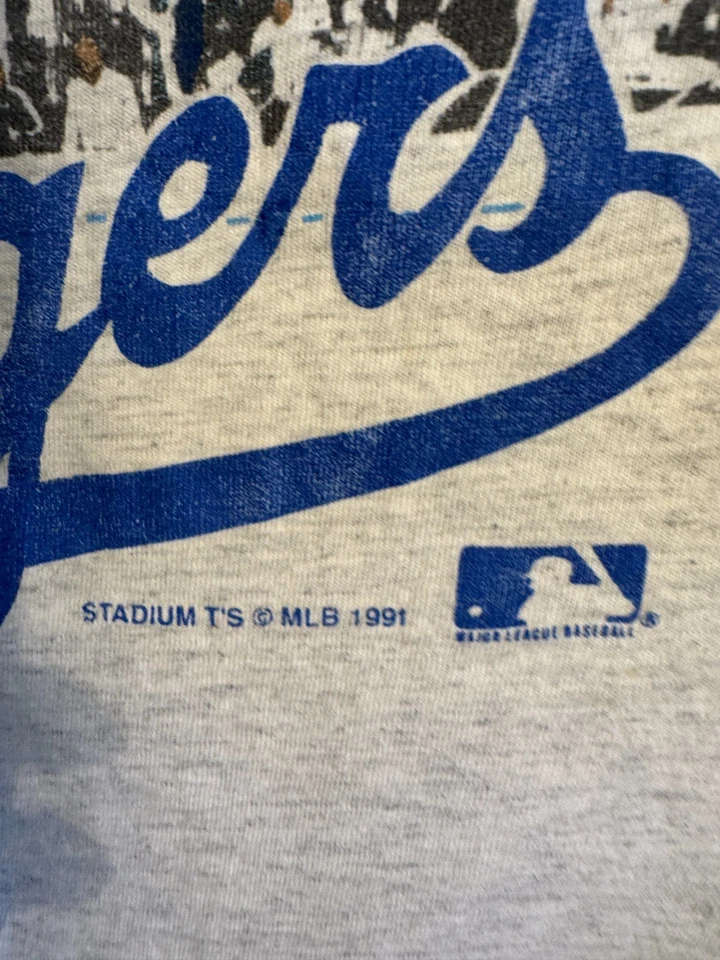 gers
STADIUM T'S © MLB 1991
MAJOR LEAGUE BASEBALL ®